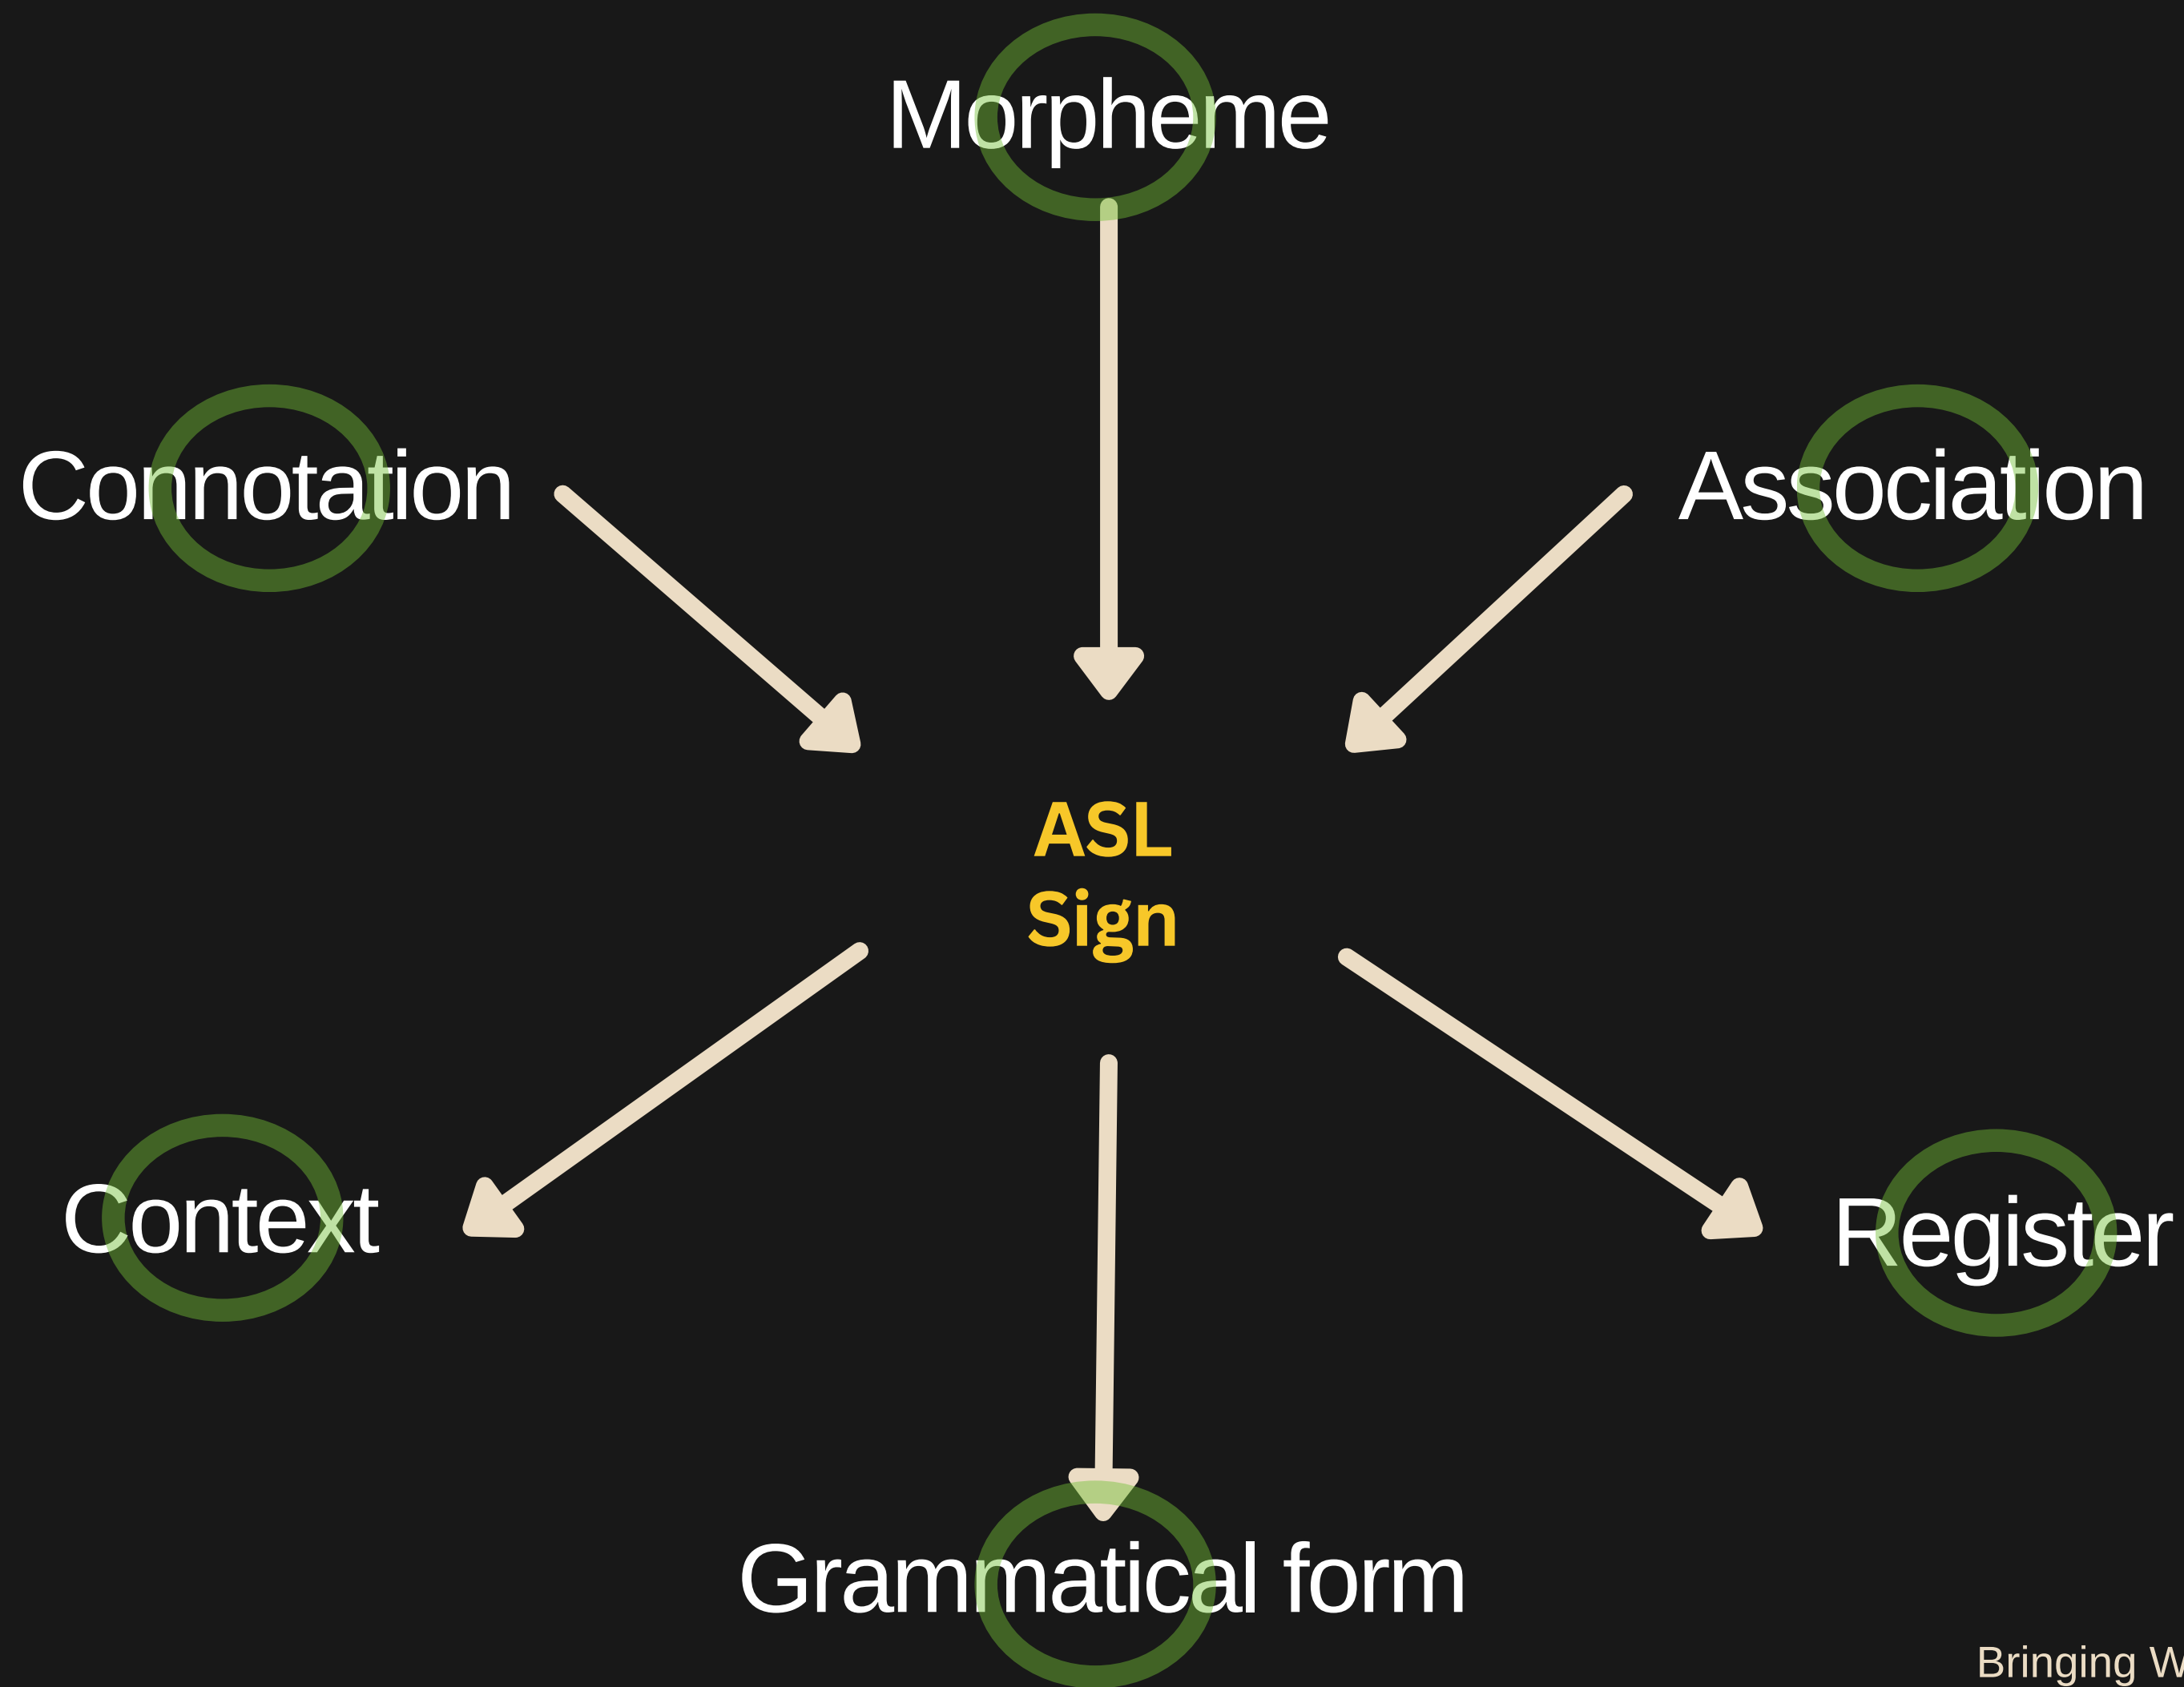 Morpheme
Connotation
Association
ASL
Sign
Context
Register
Grammatical form
Bringing